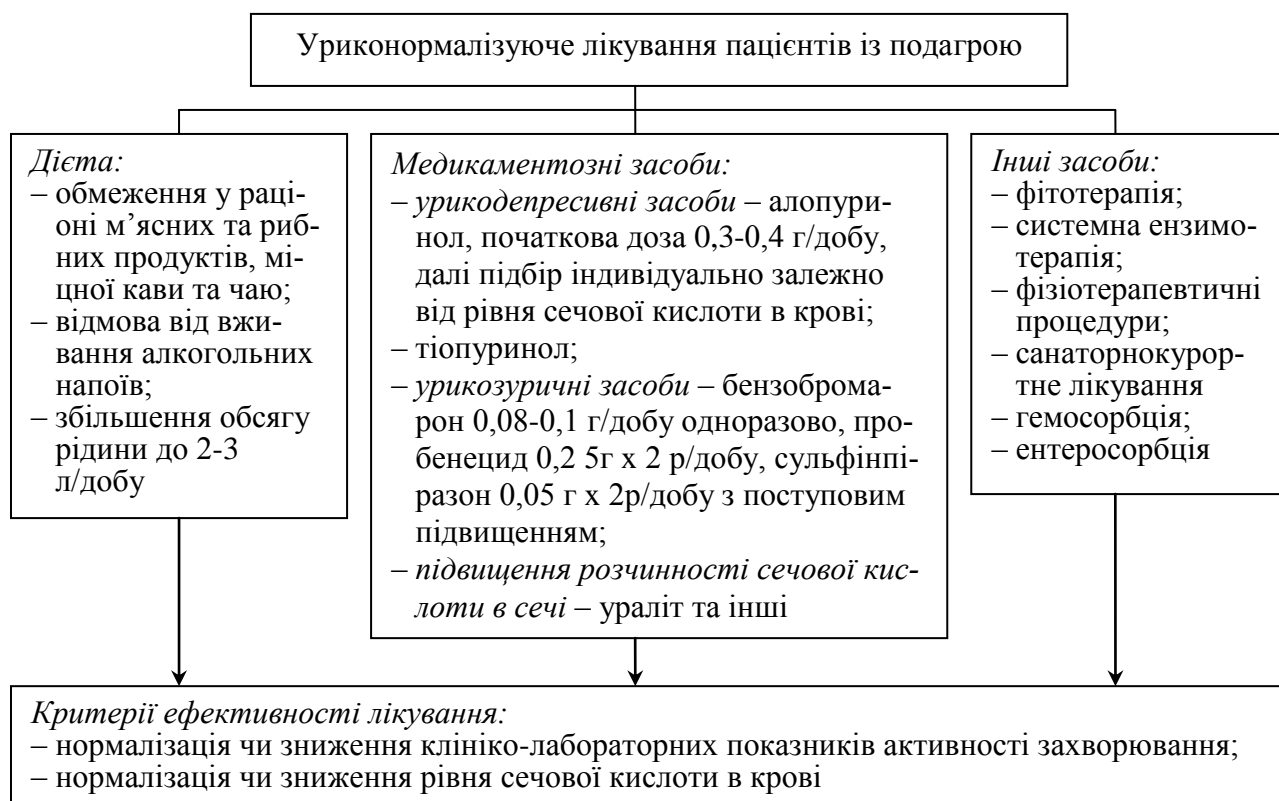 Уриконормалізуюче лікування пацієнтів із подагрою
Дієта:
– обмеження у раці-
оні м’ясних та риб-
них продуктів, мі-
цної кави та чаю;
– відмова від вжи-
вання алкогольних
напоїв;
– збільшення обсягу
рідини до 2-3
л/добу
Медикаментозні засоби:
– урикодепресивні засоби – алопури-
нол, початкова доза 0,3-0,4 г/добу,
далі підбір індивідуально залежно
від рівня сечової кислоти в крові;
– тіопуринол;
– урикозуричні засоби – бензоброма-
рон 0,08-0,1 г/добу одноразово, про-
бенецид 0,2 5г х 2 р/добу, сульфінпі-
разон 0,05 г х 2р/добу з поступовим
підвищенням;
– підвищення розчинності сечової кис-
лоти в сечі – ураліт та інші
Інші засоби:
– фітотерапія;
– системна ензимо-
терапія;
– фізіотерапевтичні
процедури;
– санаторнокурор-
тне лікування
– гемосорбція;
– ентеросорбція
Критерії ефективності лікування:
– нормалізація чи зниження клініко-лабораторних показників активності захворювання;
– нормалізація чи зниження рівня сечової кислоти в крові